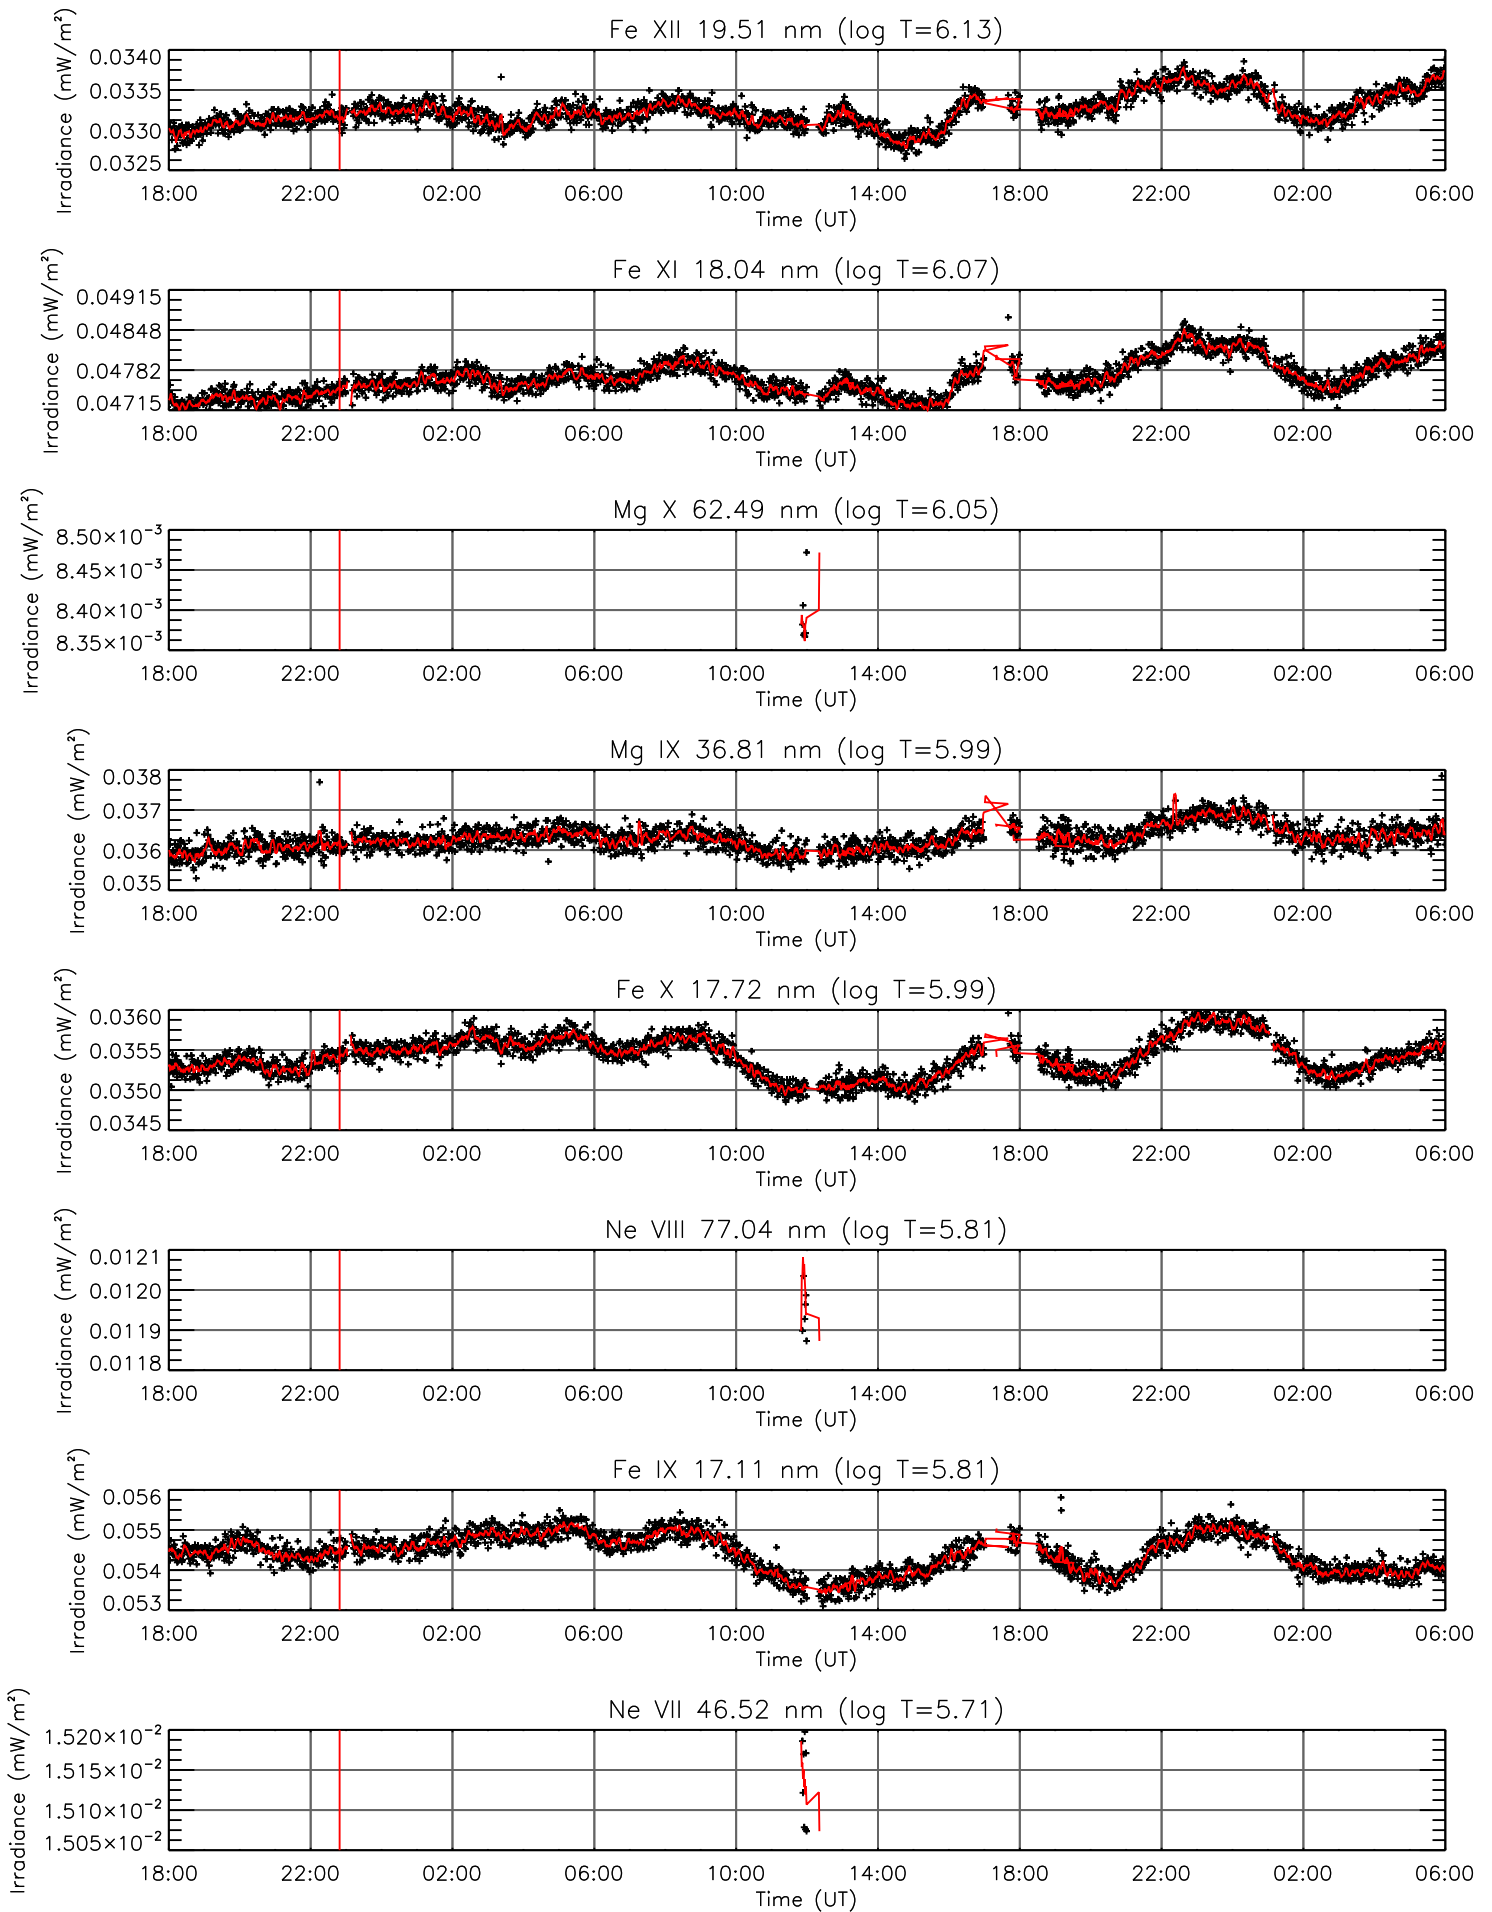 Fe XII 19.51 nm (log T=6.13)
Irradiance (mW/m²)
0.0340
0.0335
0.0330
0.0325
18:00 22:00 02:00 06:00 10:00 14:00 18:00 22:00 02:00 06:00
Time (UT)
Fe XI 18.04 nm (log T=6.07)
Irradiance (mW/m²)
0.04915
0.04848
0.04782
0.04715
18:00 22:00 02:00 06:00 10:00 14:00 18:00 22:00 02:00 06:00
Time (UT)
Mg X 62.49 nm (log T=6.05)
Irradiance (mW/m²)
8.50×10⁻³
8.45×10⁻³
8.40×10⁻³
8.35×10⁻³
18:00 22:00 02:00 06:00 10:00 14:00 18:00 22:00 02:00 06:00
Time (UT)
Mg IX 36.81 nm (log T=5.99)
Irradiance (mW/m²)
0.038
0.037
0.036
0.035
18:00 22:00 02:00 06:00 10:00 14:00 18:00 22:00 02:00 06:00
Time (UT)
Fe X 17.72 nm (log T=5.99)
Irradiance (mW/m²)
0.0360
0.0355
0.0350
0.0345
18:00 22:00 02:00 06:00 10:00 14:00 18:00 22:00 02:00 06:00
Time (UT)
Ne VIII 77.04 nm (log T=5.81)
Irradiance (mW/m²)
0.0121
0.0120
0.0119
0.0118
18:00 22:00 02:00 06:00 10:00 14:00 18:00 22:00 02:00 06:00
Time (UT)
Fe IX 17.11 nm (log T=5.81)
Irradiance (mW/m²)
0.056
0.055
0.054
0.053
18:00 22:00 02:00 06:00 10:00 14:00 18:00 22:00 02:00 06:00
Time (UT)
Ne VII 46.52 nm (log T=5.71)
Irradiance (mW/m²)
1.520×10⁻²
1.515×10⁻²
1.510×10⁻²
1.505×10⁻²
18:00 22:00 02:00 06:00 10:00 14:00 18:00 22:00 02:00 06:00
Time (UT)